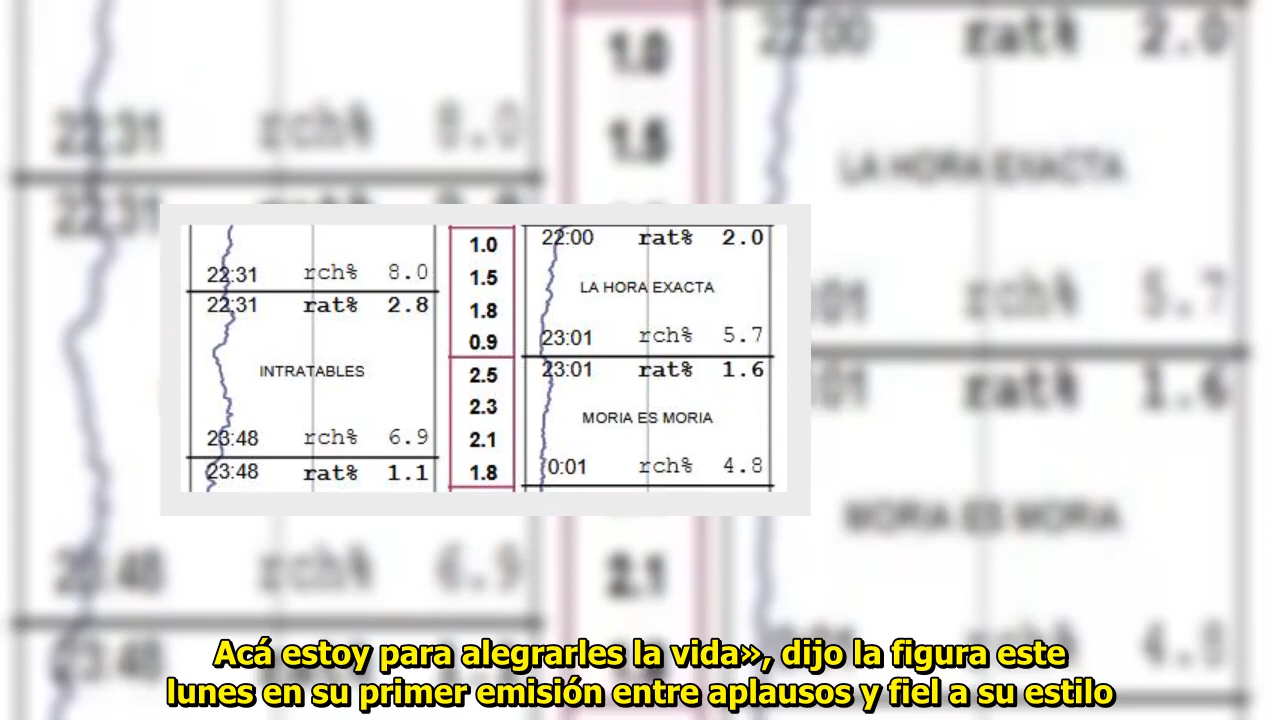 22:31 rch% 8.0
22:31 rat% 2.8
INTRATABLES
23:48 rch% 6.9
23:48 rat% 1.1
1.0
1.5
1.8
0.9
2.5
2.3
2.1
1.8
22:00 rat% 2.0
LA HORA EXACTA
23:01 rch% 5.7
23:01 rat% 1.6
MORIA ES MORIA
0:01 rch% 4.8
Acá estoy para alegrarles la vida», dijo la figura este
lunes en su primer emisión entre aplausos y fiel a su estilo